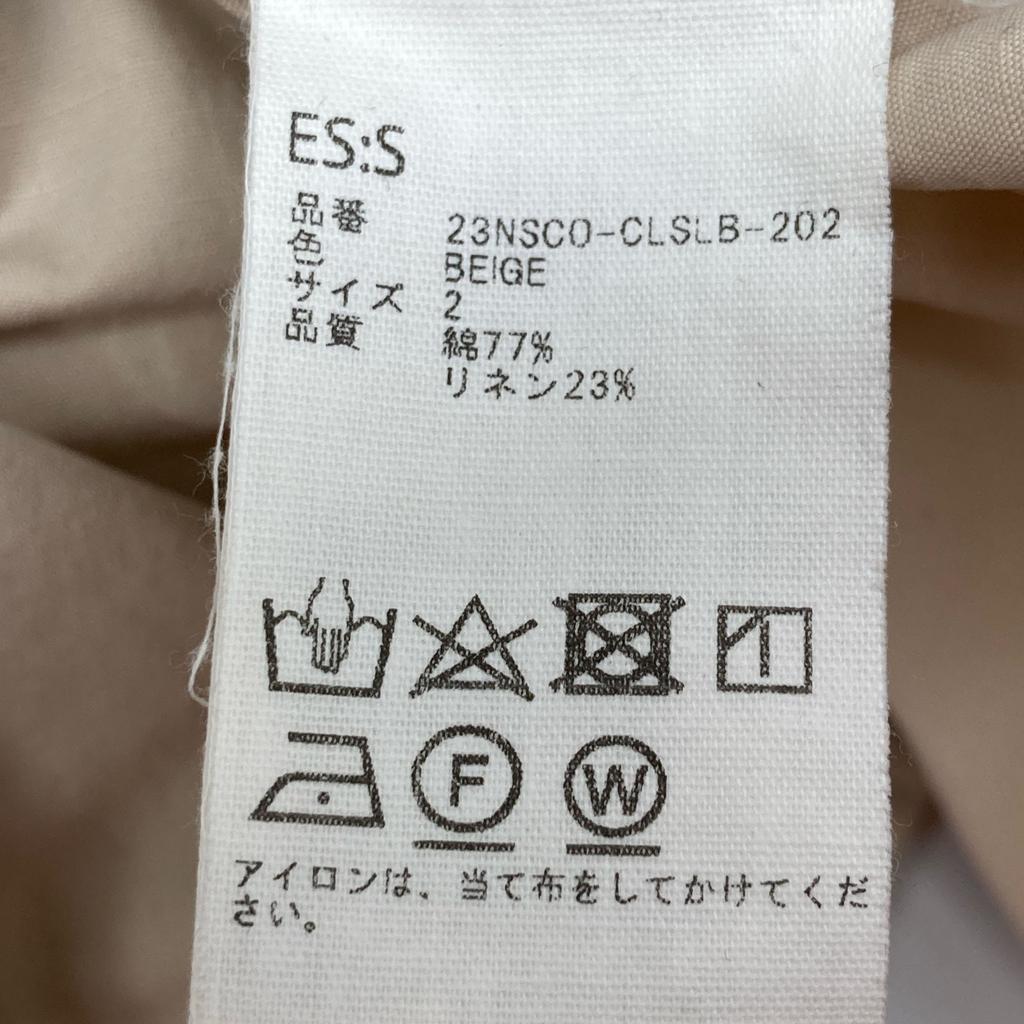 ES:S
品番 23NSCO-CLSLB-202
色 BEIGE
サイズ 2
品質 綿77%
リネン23%
F
W
アイロンは、当て布をしてかけてくだ
さい。